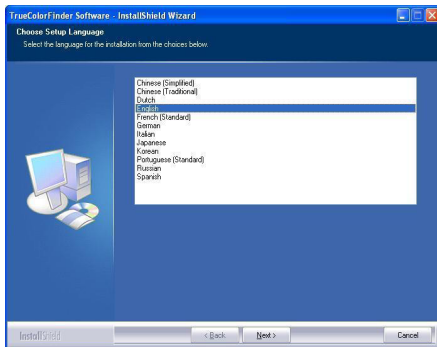 TrueColorFinder Software - InstallShield Wizard
Choose Setup Language
Select the language for the installation from the choices below.
Chinese (Simplified)
Chinese (Traditional)
Dutch
English
French (Standard)
German
Italian
Japanese
Korean
Portuguese (Standard)
Russian
Spanish
InstallShield
< Back
Next >
Cancel